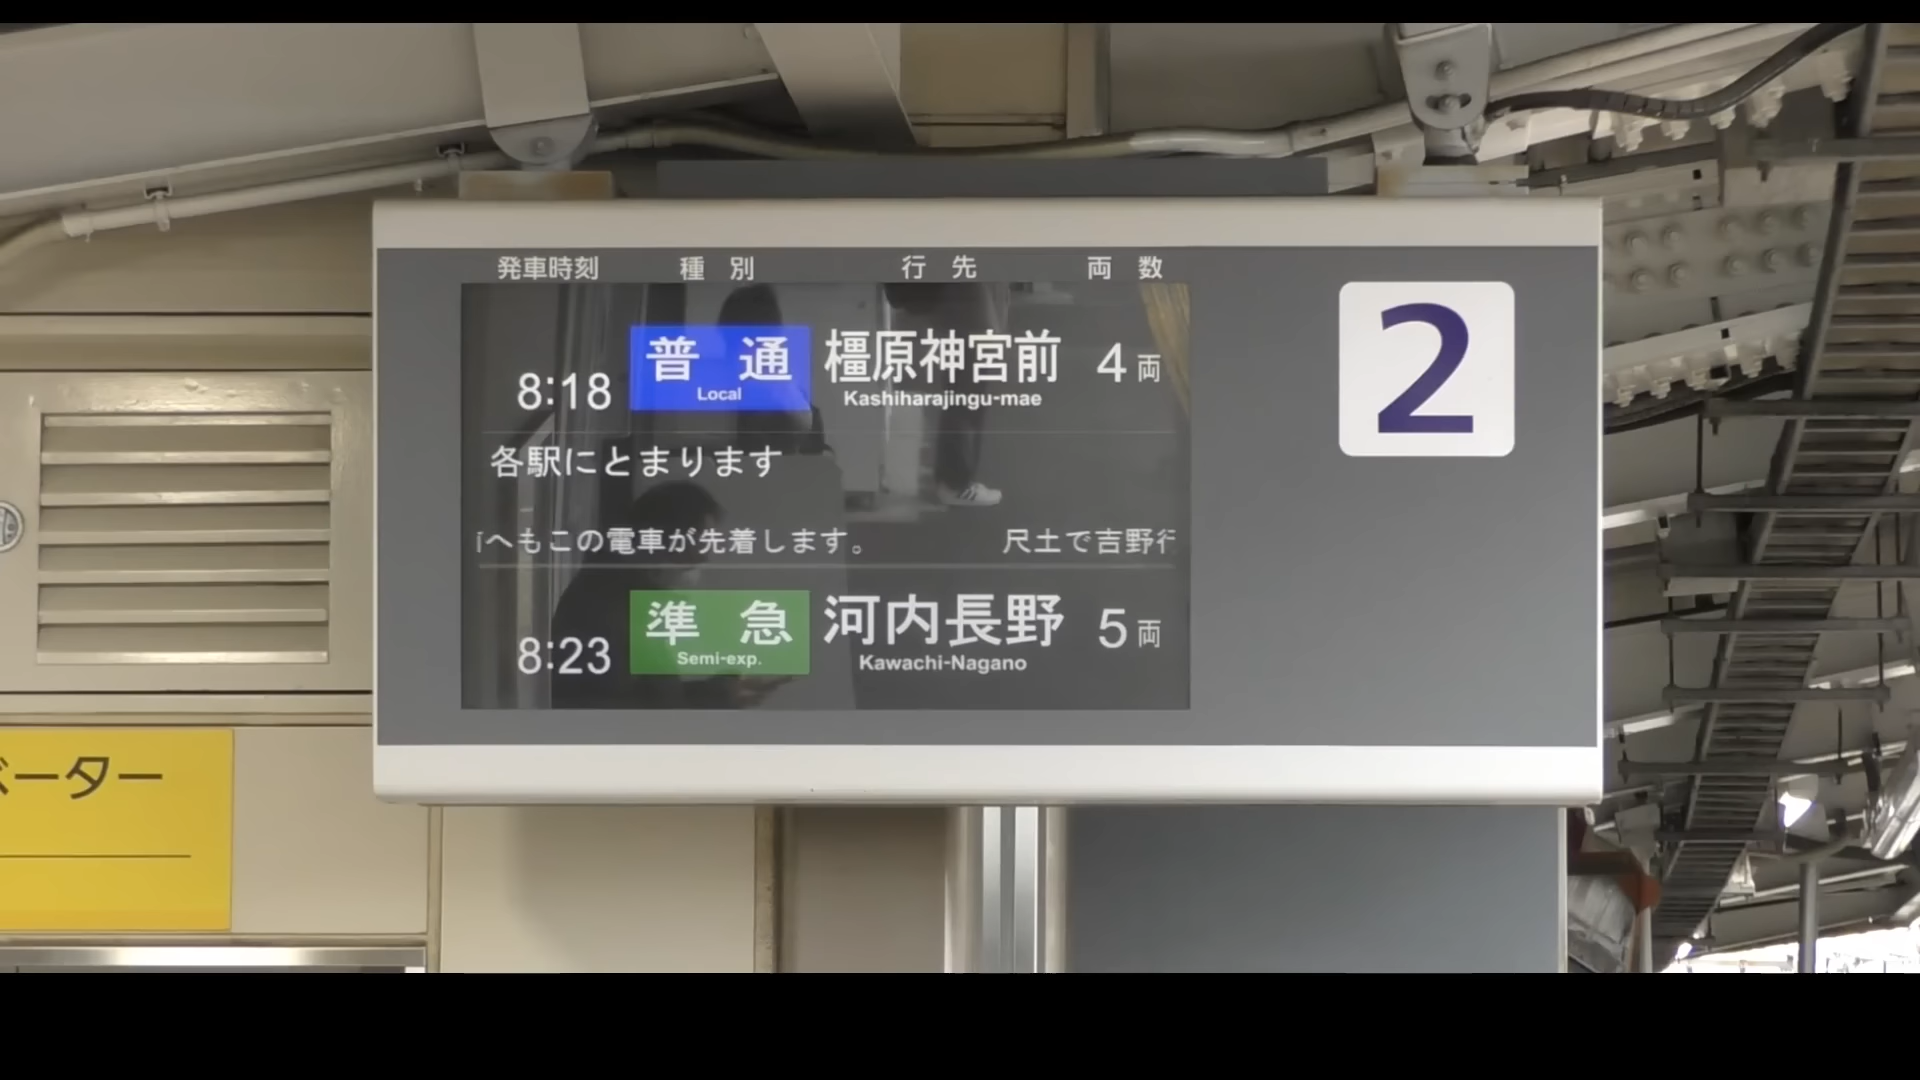 発車時刻 種別 行先 両数
2
8:18 普通 橿原神宮前 4両
Local Kashiharajingu-mae
各駅にとまります
へもこの電車が先着します。 尺土で吉野行
8:23 準急 河内長野 5両
Semi-exp. Kawachi-Nagano
ベーター